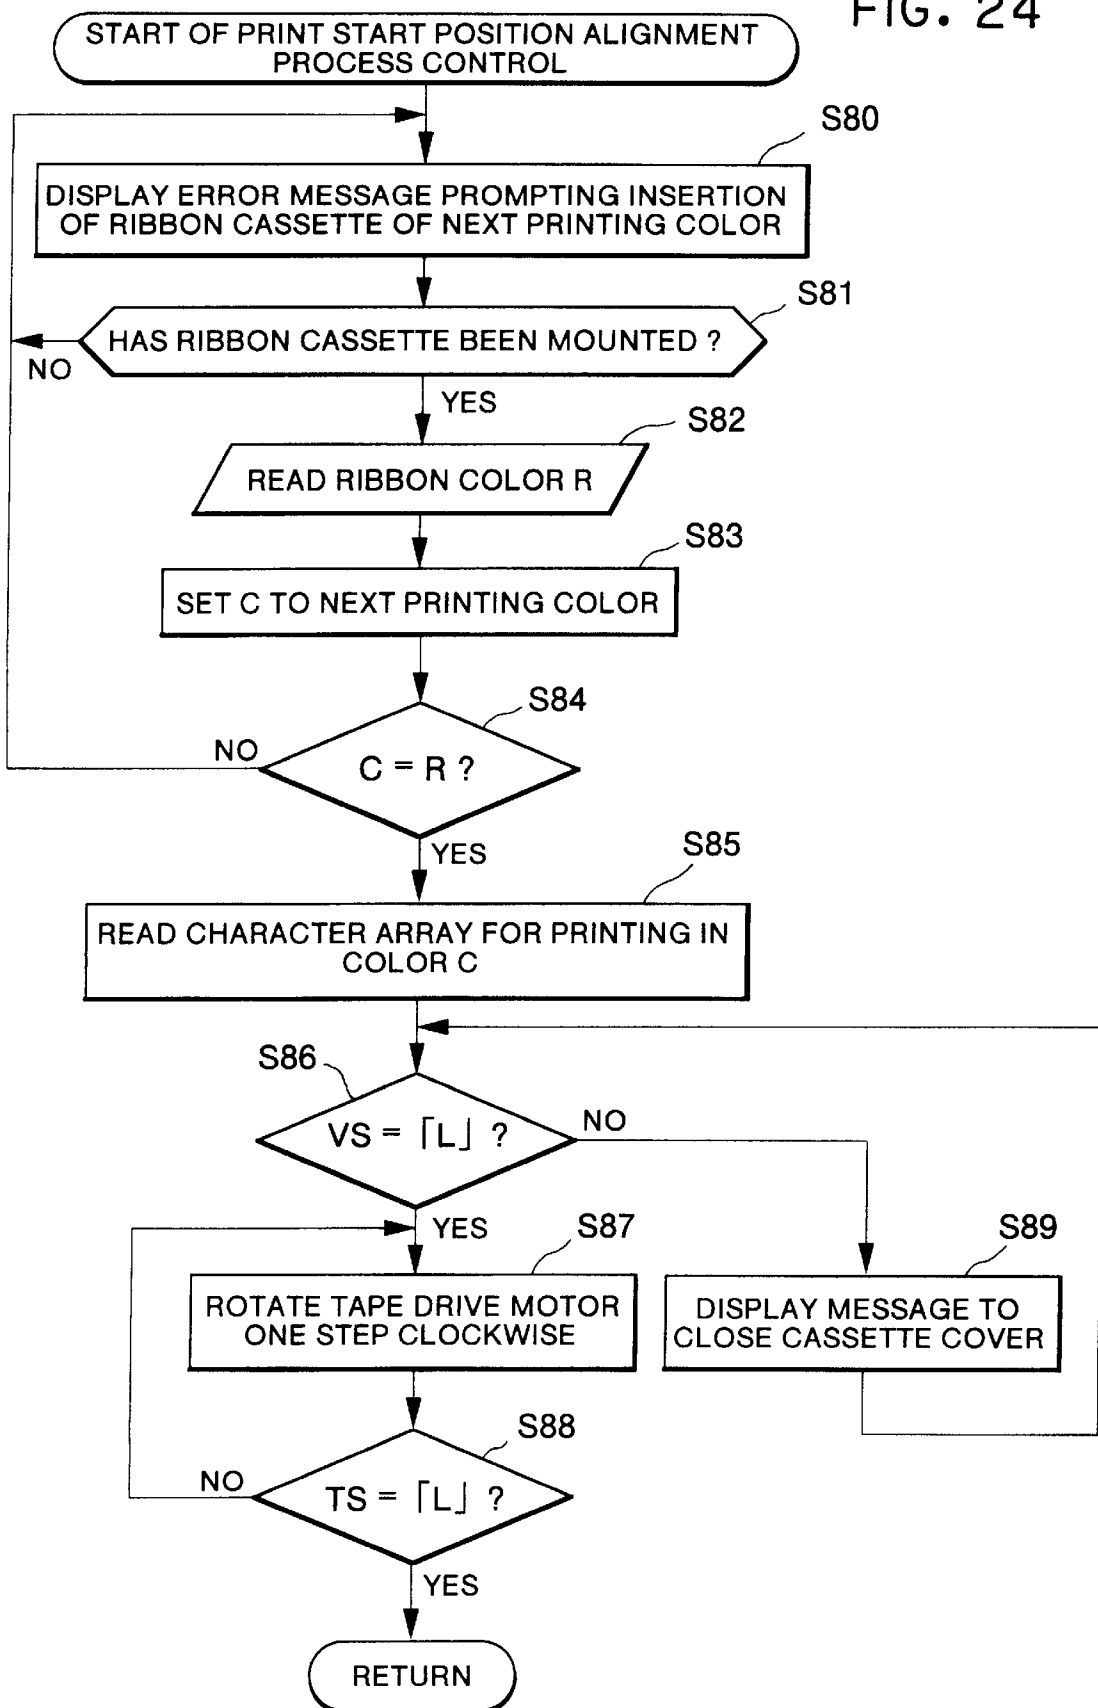 FIG. 24
START OF PRINT START POSITION ALIGNMENT
PROCESS CONTROL
S80
DISPLAY ERROR MESSAGE PROMPTING INSERTION
OF RIBBON CASSETTE OF NEXT PRINTING COLOR
S81
HAS RIBBON CASSETTE BEEN MOUNTED ?
NO
YES
S82
READ RIBBON COLOR R
S83
SET C TO NEXT PRINTING COLOR
S84
NO
C = R ?
YES
S85
READ CHARACTER ARRAY FOR PRINTING IN
COLOR C
S86
VS = ⌈L⌋ ?
NO
YES
S87
ROTATE TAPE DRIVE MOTOR
ONE STEP CLOCKWISE
S89
DISPLAY MESSAGE TO
CLOSE CASSETTE COVER
S88
NO
TS = ⌈L⌋ ?
YES
RETURN